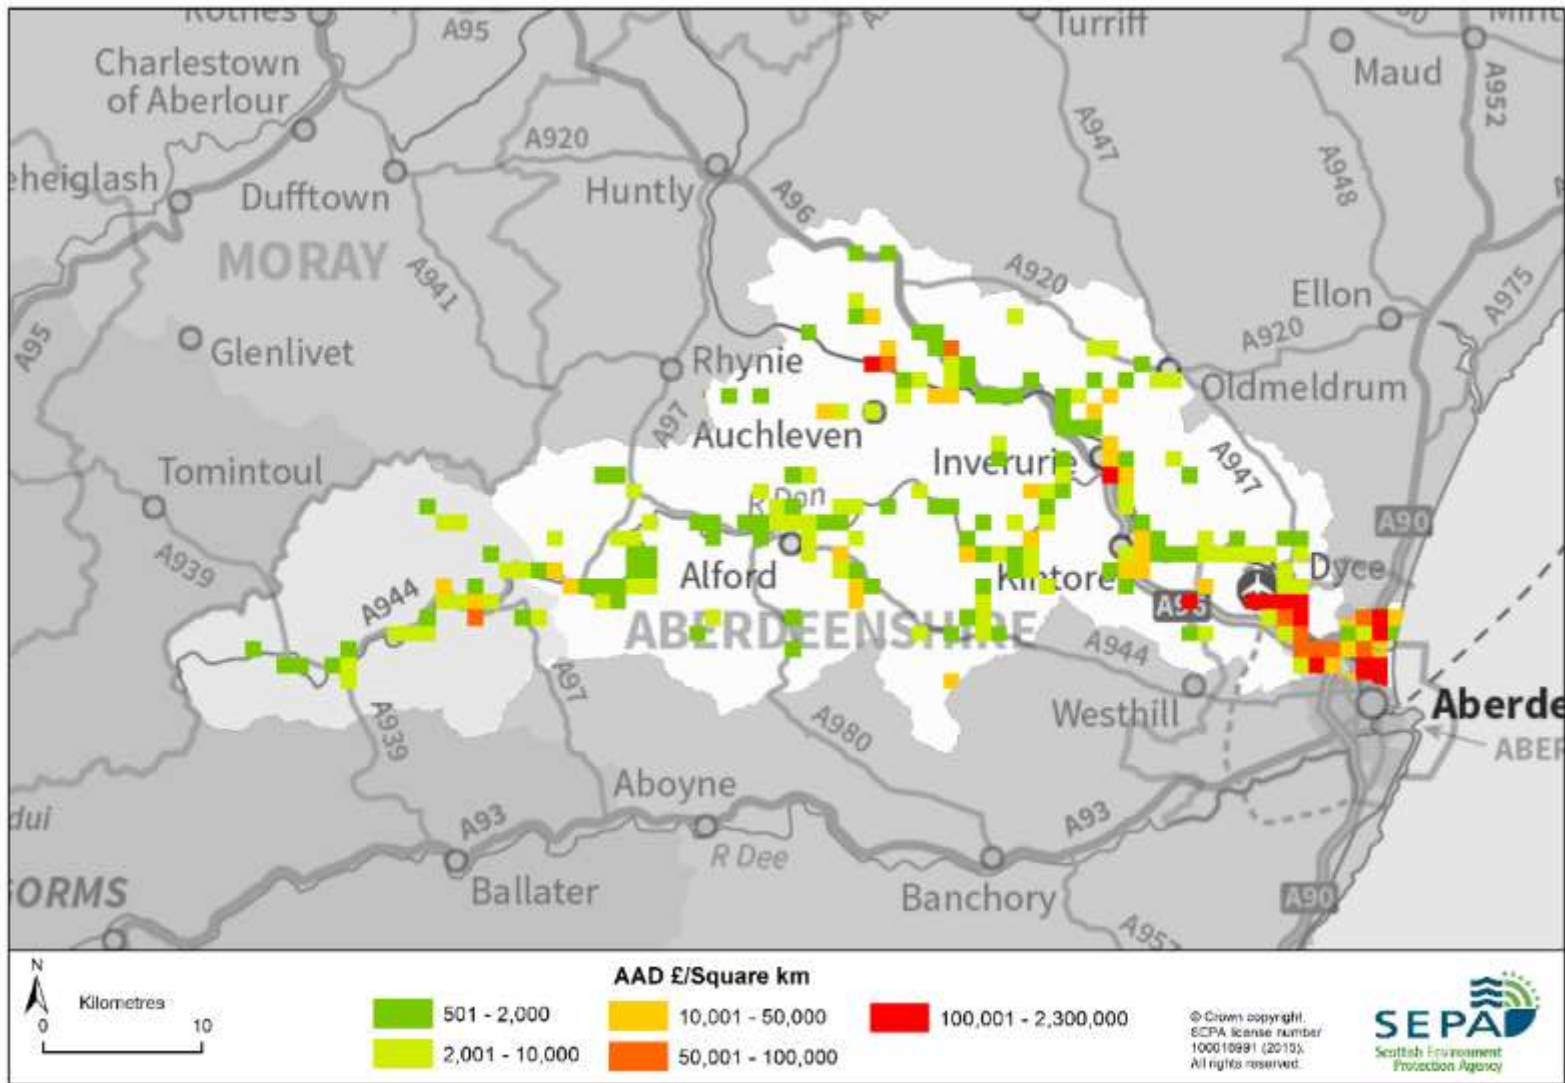 A95
Turriff
Charlestown
of Aberlour
Maud
A952
A920
A947
A948
Dufftown
Huntly
A96
MORAY
A941
A920
Ellon
A975
A95
Glenlivet
Rhynie
A920
Oldmeldrum
A97
Auchleven
Tomintoul
Inverurie
A947
R Don
A90
A939
Alford
Kintore
Dyce
A944
A96
ABERDEENSHIRE
A944
A97
Westhill
Aberde
A939
A980
ABER
Aboyne
A93
A93
R Dee
Ballater
Banchory
A90
A957
N
Kilometres
0 10
AAD £/Square km
501 - 2,000
2,001 - 10,000
10,001 - 50,000
50,001 - 100,000
100,001 - 2,300,000
© Crown copyright.
SEPA license number
100016991 (2015).
All rights reserved.
SEPA
Scottish Environment
Protection Agency